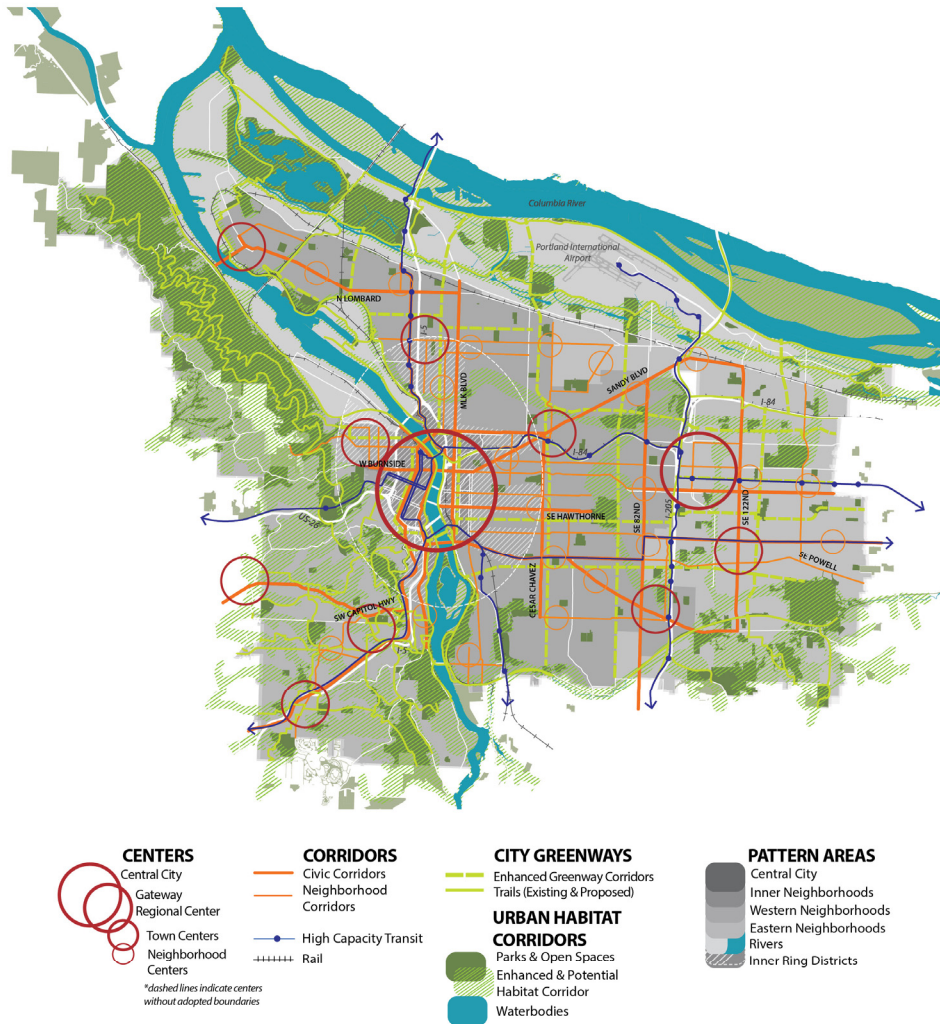 Columbia River
Portland International
Airport
N LOMBARD
I-5
MLK BLVD
SANDY BLVD
I-84
W BURNSIDE
I-84
US-26
SE HAWTHORNE
SE 82ND
I-205
SE 122ND
CESAR CHAVEZ
SE POWELL
SW CAPITOL HWY
I-5
CENTERS
Central City
Gateway
Regional Center
Town Centers
Neighborhood
Centers
*dashed lines indicate centers
without adopted boundaries
CORRIDORS
Civic Corridors
Neighborhood
Corridors
High Capacity Transit
Rail
CITY GREENWAYS
Enhanced Greenway Corridors
Trails (Existing & Proposed)
URBAN HABITAT
CORRIDORS
Parks & Open Spaces
Enhanced & Potential
Habitat Corridor
Waterbodies
PATTERN AREAS
Central City
Inner Neighborhoods
Western Neighborhoods
Eastern Neighborhoods
Rivers
Inner Ring Districts